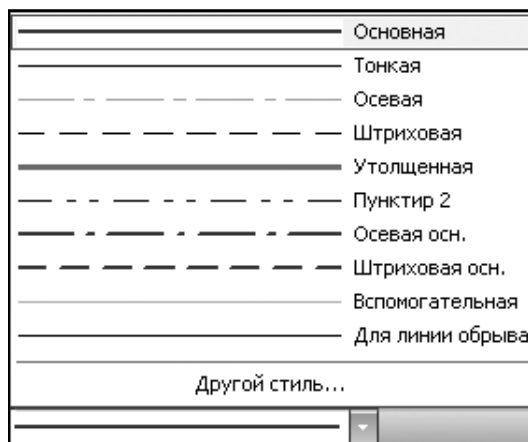 Основная
Тонкая
Осевая
Штриховая
Утолщенная
Пунктир 2
Осевая осн.
Штриховая осн.
Вспомогательная
Для линии обрыва
Другой стиль...